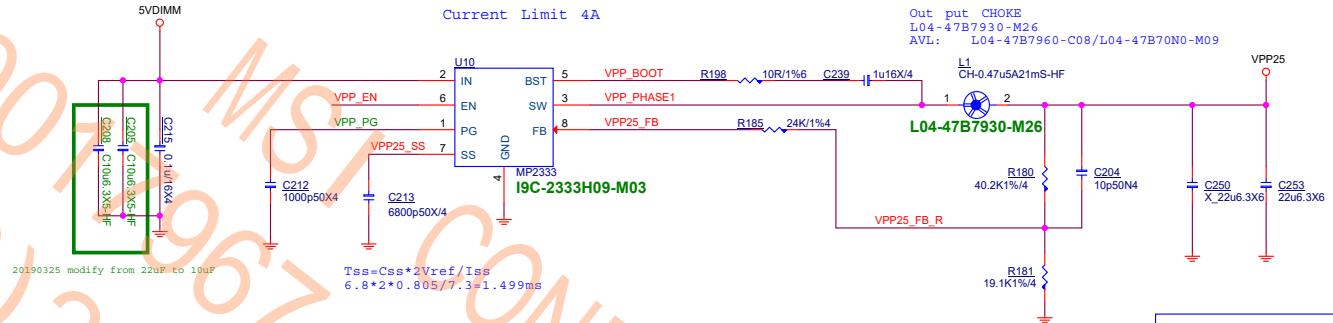 5VDIMM
Current Limit 4A
Out put CHOKE
L04-47B7930-M26
AVL: L04-47B7960-C08/L04-47B70N0-M09
L1
CH-0.47u5A21mS-HF
VPP25
U10
2 IN
BST 5
VPP_BOOT
R198
10R/1%6
C239
1u16X/4
VPP_EN
6 EN
SW 3
VPP_PHASE1
1
2
L04-47B7930-M26
VPP_PG
1 PG
FB 8
VPP25_FB
R185
24K/1%4
VPP25_SS
7 SS
GND
4
MP2333
I9C-2333H09-M03
C208
C10u6.3X5-HF
C205
C10u6.3X5-HF
C215
0.1u/16X4
C212
1000p50X4
C213
6800p50X/4
R180
40.2K1%/4
C204
10p50N4
C250
X_22u6.3X6
C253
22u6.3X6
VPP25_FB_R
R181
19.1K1%/4
20190325 modify from 22uF to 10uF
Tss=Css*2Vref/Iss
6.8*2*0.805/7.3=1.499ms
MSI